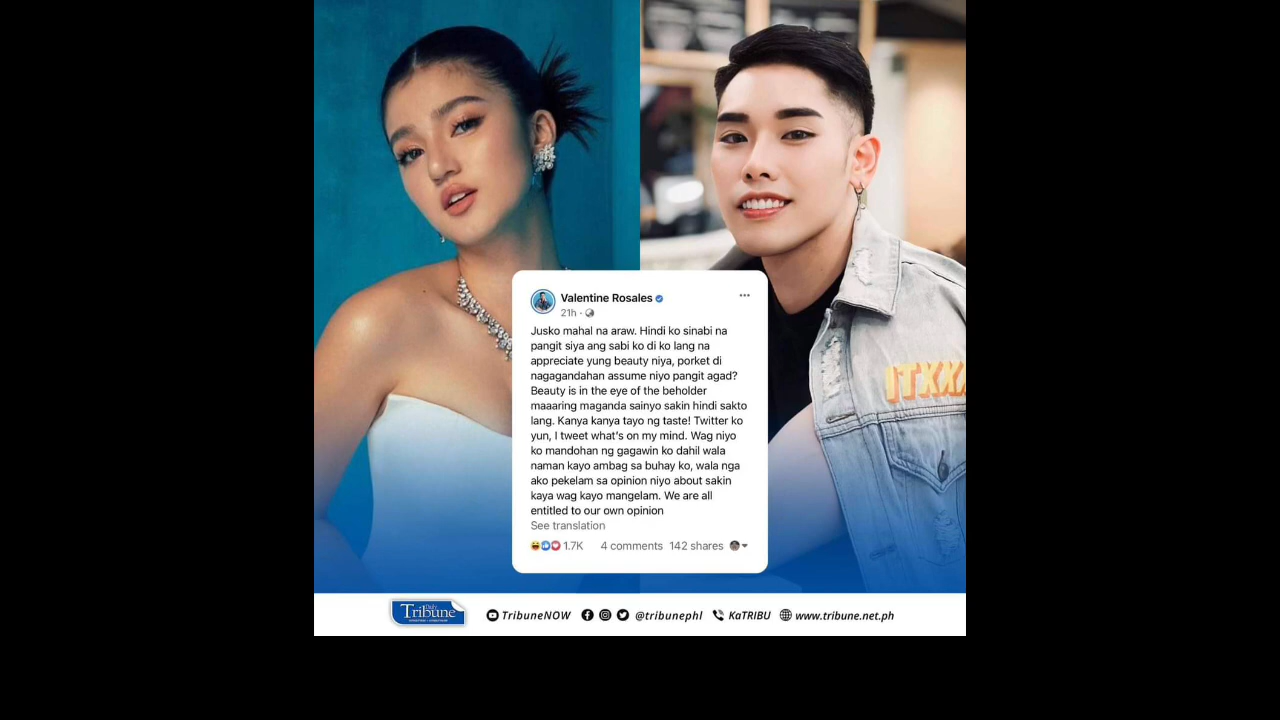 ITXXX
Valentine Rosales
21h ·
Jusko mahal na araw. Hindi ko sinabi na
pangit siya ang sabi ko di ko lang na
appreciate yung beauty niya, porket di
nagagandahan assume niyo pangit agad?
Beauty is in the eye of the beholder
maaaring maganda sainyo sakin hindi sakto
lang. Kanya kanya tayo ng taste! Twitter ko
yun, I tweet what's on my mind. Wag niyo
ko mandohan ng gagawin ko dahil wala
naman kayo ambag sa buhay ko, wala nga
ako pekelam sa opinion niyo about sakin
kaya wag kayo mangelam. We are all
entitled to our own opinion
See translation
1.7K 4 comments 142 shares
Daily
Tribune
TribuneNOW @tribunephl KaTRIBU www.tribune.net.ph